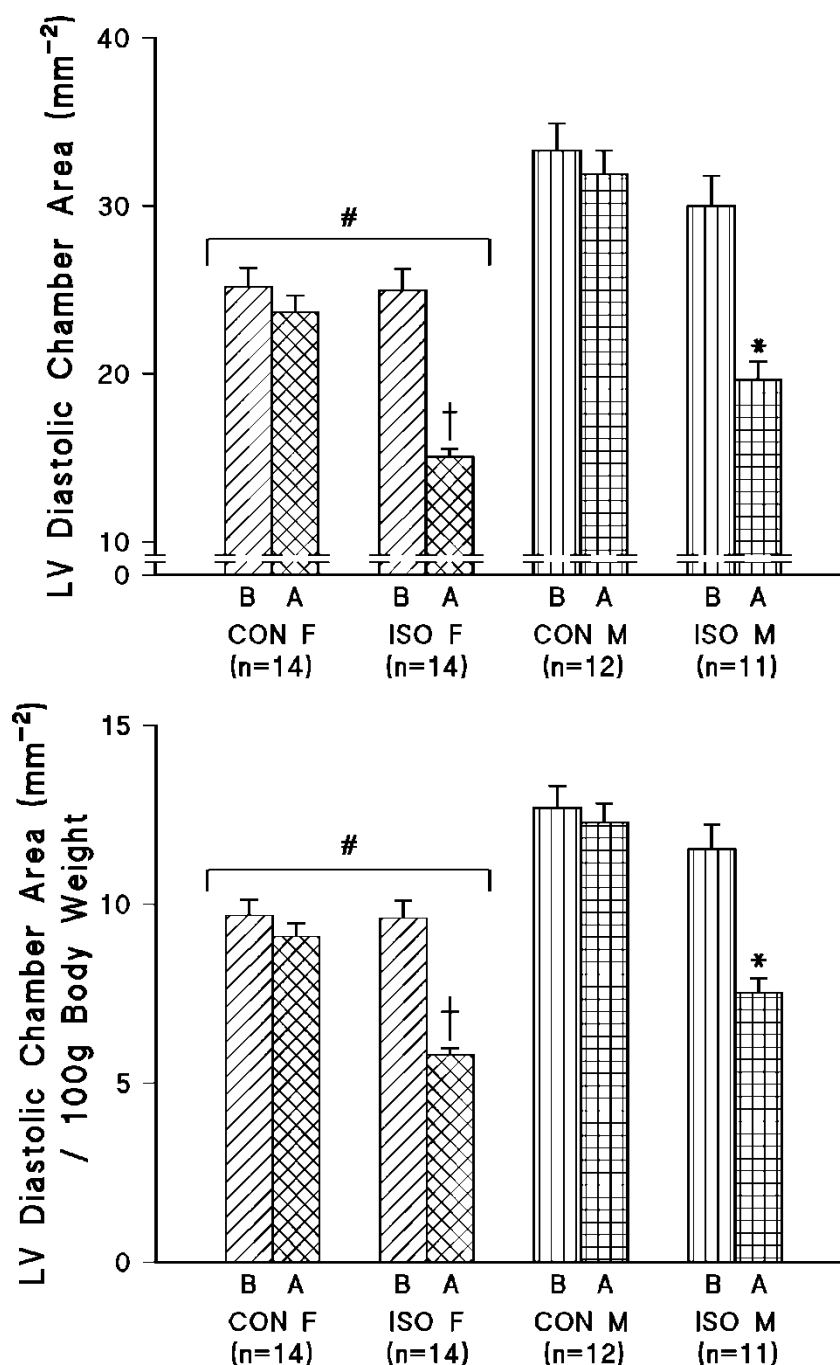 LV Diastolic Chamber Area (mm⁻²)
40
30
20
10
0
#
†
*
B A B A B A B A
CON F ISO F CON M ISO M
(n=14) (n=14) (n=12) (n=11)
LV Diastolic Chamber Area (mm⁻²)
/ 100g Body Weight
15
10
5
0
#
†
*
B A B A B A B A
CON F ISO F CON M ISO M
(n=14) (n=14) (n=12) (n=11)